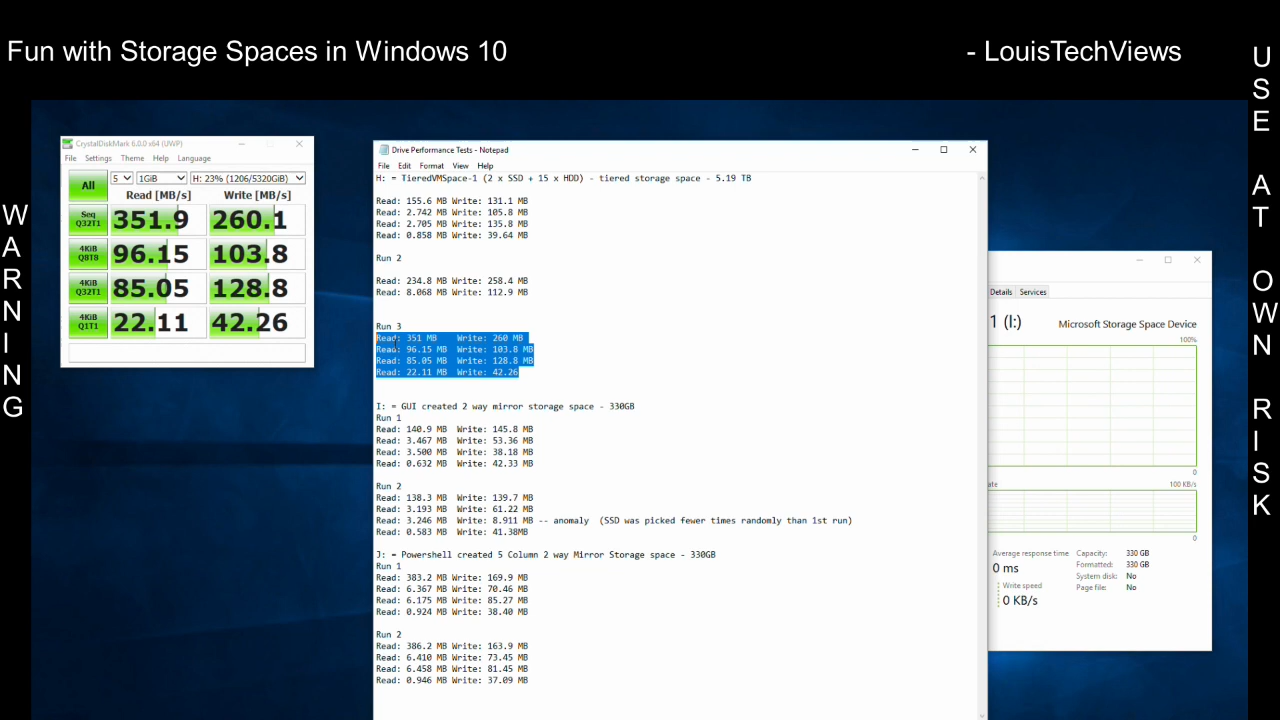 Fun with Storage Spaces in Windows 10
- LouisTechViews
WARNING
USE AT OWN RISK
CrystalDiskMark 6.0.0 x64 (UWP)
File Settings Theme Help Language
All 5 1GiB H: 23% (1206/5320GiB)
Read [MB/s] Write [MB/s]
Seq Q32T1 351.9 260.1
4KiB Q8T8 96.15 103.8
4KiB Q32T1 85.05 128.8
4KiB Q1T1 22.11 42.26
Drive Performance Tests - Notepad
File Edit Format View Help
H: = TieredVMSpace-1 (2 x SSD + 15 x HDD) - tiered storage space - 5.19 TB
Read: 155.6 MB Write: 131.1 MB
Read: 2.742 MB Write: 105.8 MB
Read: 2.705 MB Write: 135.8 MB
Read: 0.858 MB Write: 39.64 MB
Run 2
Read: 234.8 MB Write: 258.4 MB
Read: 8.068 MB Write: 112.9 MB
Run 3
Read: 351 MB Write: 260 MB
Read: 96.15 MB Write: 103.8 MB
Read: 85.05 MB Write: 128.8 MB
Read: 22.11 MB Write: 42.26
I: = GUI created 2 way mirror storage space - 330GB
Run 1
Read: 140.9 MB Write: 145.8 MB
Read: 3.467 MB Write: 53.36 MB
Read: 3.500 MB Write: 38.18 MB
Read: 0.632 MB Write: 42.33 MB
Run 2
Read: 138.3 MB Write: 139.7 MB
Read: 3.193 MB Write: 61.22 MB
Read: 3.246 MB Write: 8.911 MB -- anomaly (SSD was picked fewer times randomly than 1st run)
Read: 0.583 MB Write: 41.38MB
J: = Powershell created 5 Column 2 way Mirror Storage space - 330GB
Run 1
Read: 383.2 MB Write: 169.9 MB
Read: 6.367 MB Write: 70.46 MB
Read: 6.175 MB Write: 85.27 MB
Read: 0.924 MB Write: 38.40 MB
Run 2
Read: 386.2 MB Write: 163.9 MB
Read: 6.410 MB Write: 73.45 MB
Read: 6.458 MB Write: 81.45 MB
Read: 0.946 MB Write: 37.09 MB
Details Services
1 (I:) Microsoft Storage Space Device
100%
0
ate 100 KB/s
0
Average response time Capacity: 330 GB
0 ms Formatted: 330 GB
System disk: No
Write speed Page file: No
0 KB/s